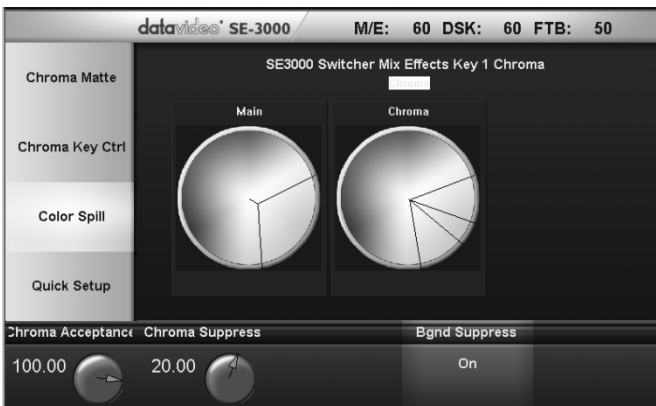 datavideo SE-3000 M/E: 60 DSK: 60 FTB: 50
SE3000 Switcher Mix Effects Key 1 Chroma
Chroma
Chroma Matte
Chroma Key Ctrl
Color Spill
Quick Setup
Main
Chroma
Chroma Acceptance Chroma Suppress Bgnd Suppress
100.00 20.00 On